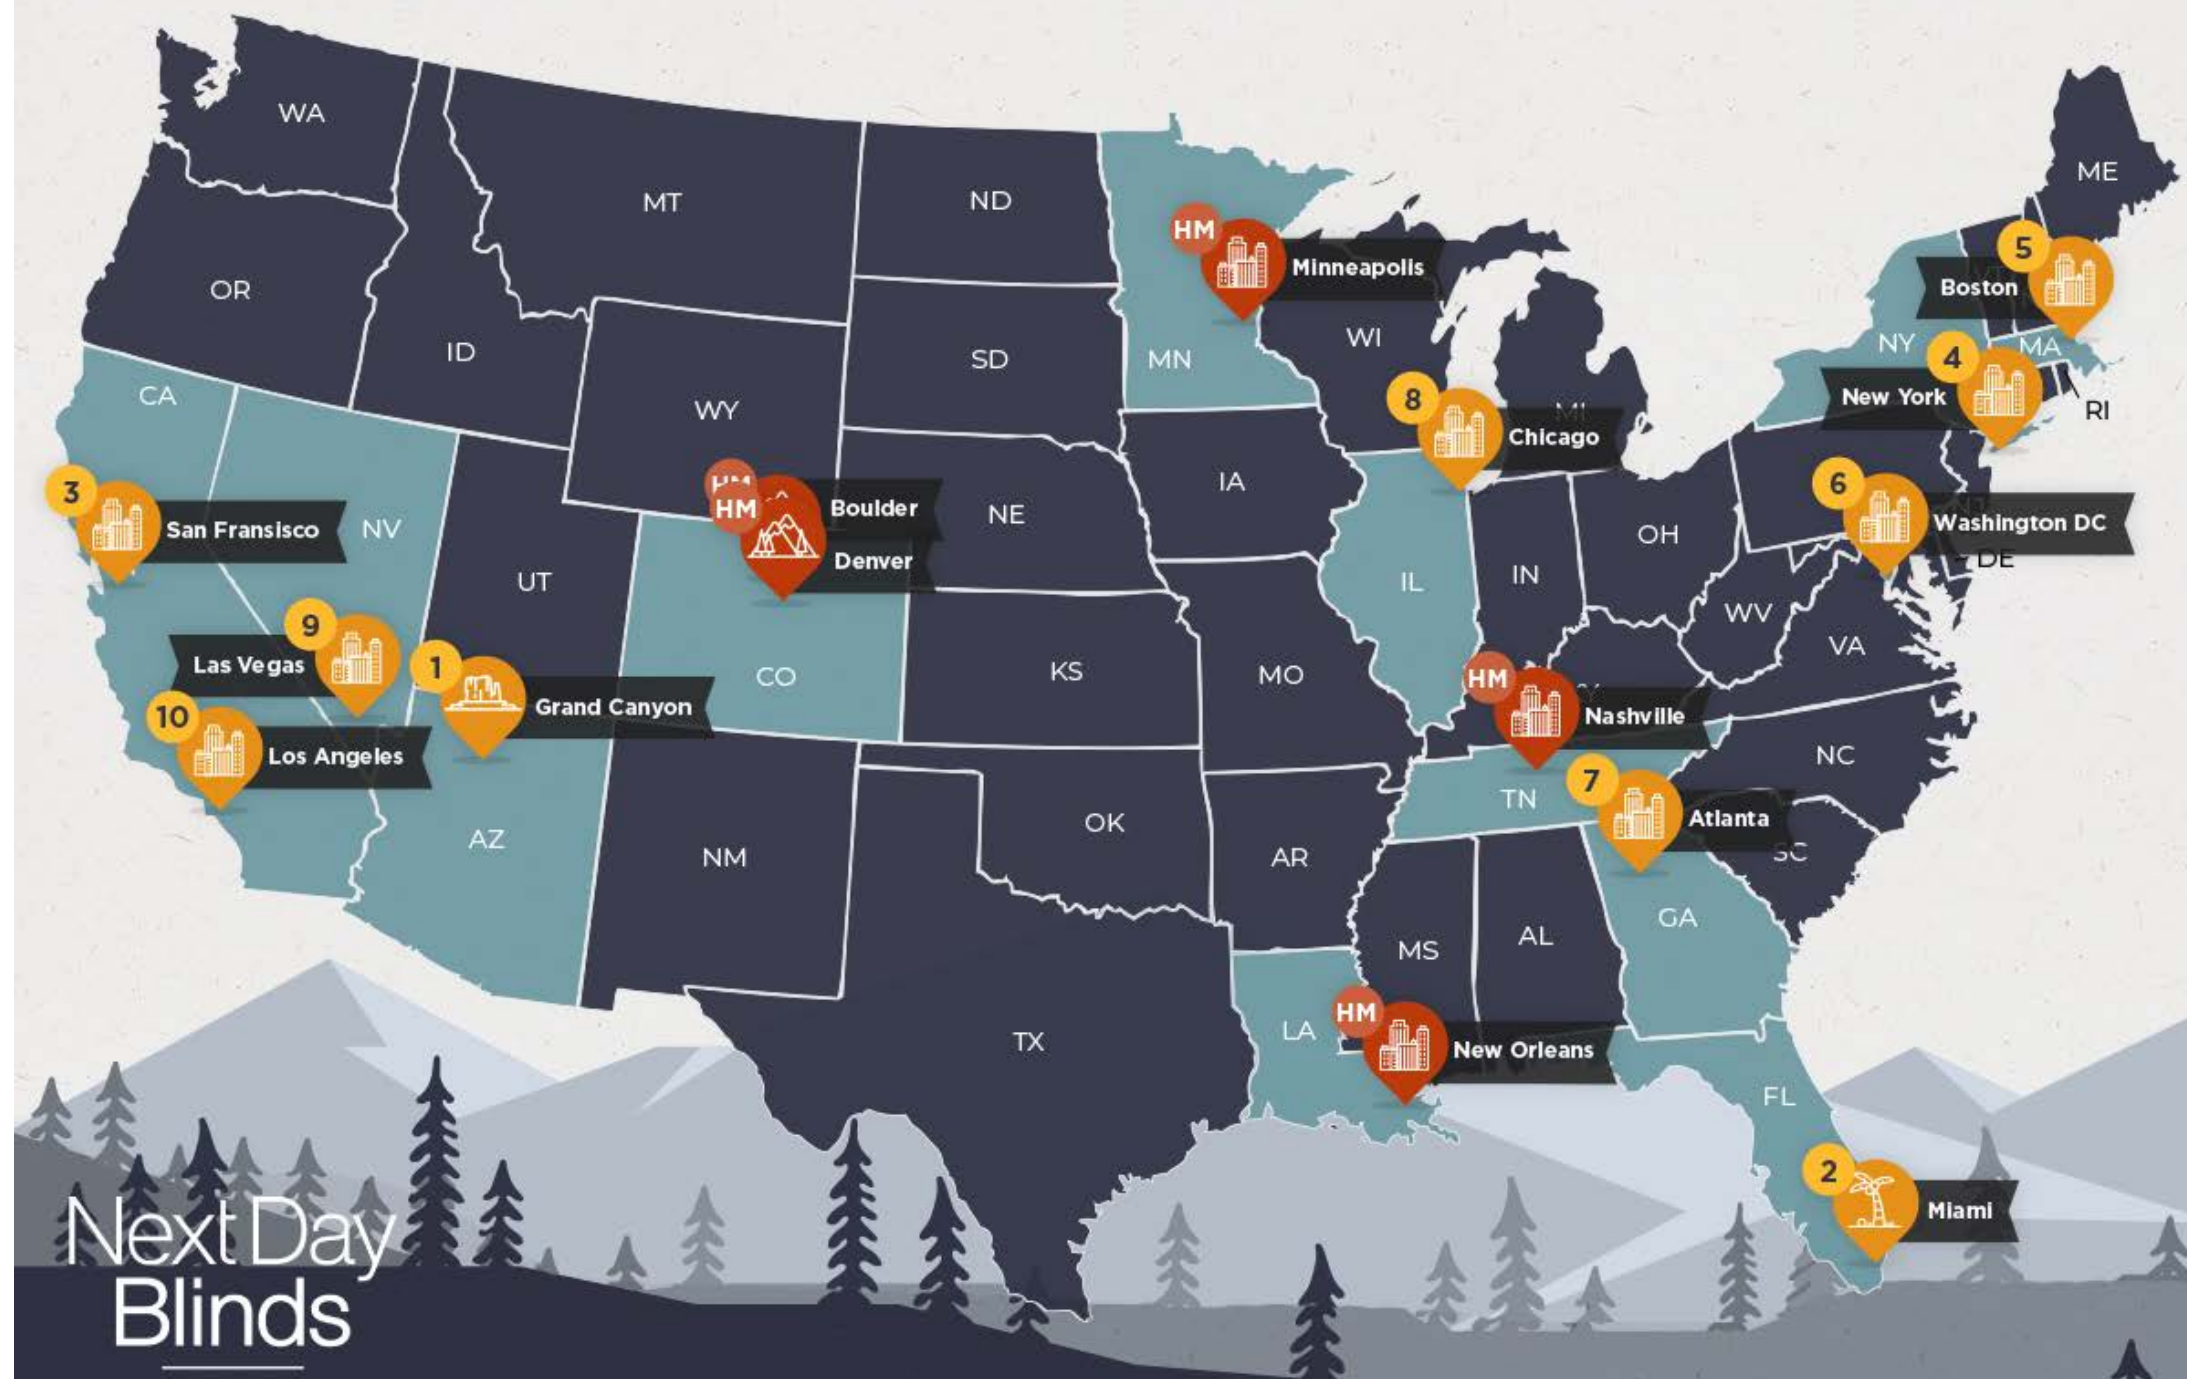 WA
MT
ND
ME
OR
ID
WY
SD
MN
WI
HM
Minneapolis
5
Boston
NY
MA
4
New York
RI
CA
8
Chicago
MI
3
San Fransisco
NV
UT
HM
HM
Boulder
Denver
NE
IA
IL
IN
OH
6
Washington DC
DE
WV
VA
9
Las Vegas
1
Grand Canyon
CO
KS
MO
HM
Nashville
10
Los Angeles
AZ
NM
OK
AR
TN
7
Atlanta
NC
SC
MS
AL
GA
TX
LA
HM
New Orleans
FL
2
Miami
Next Day
Blinds